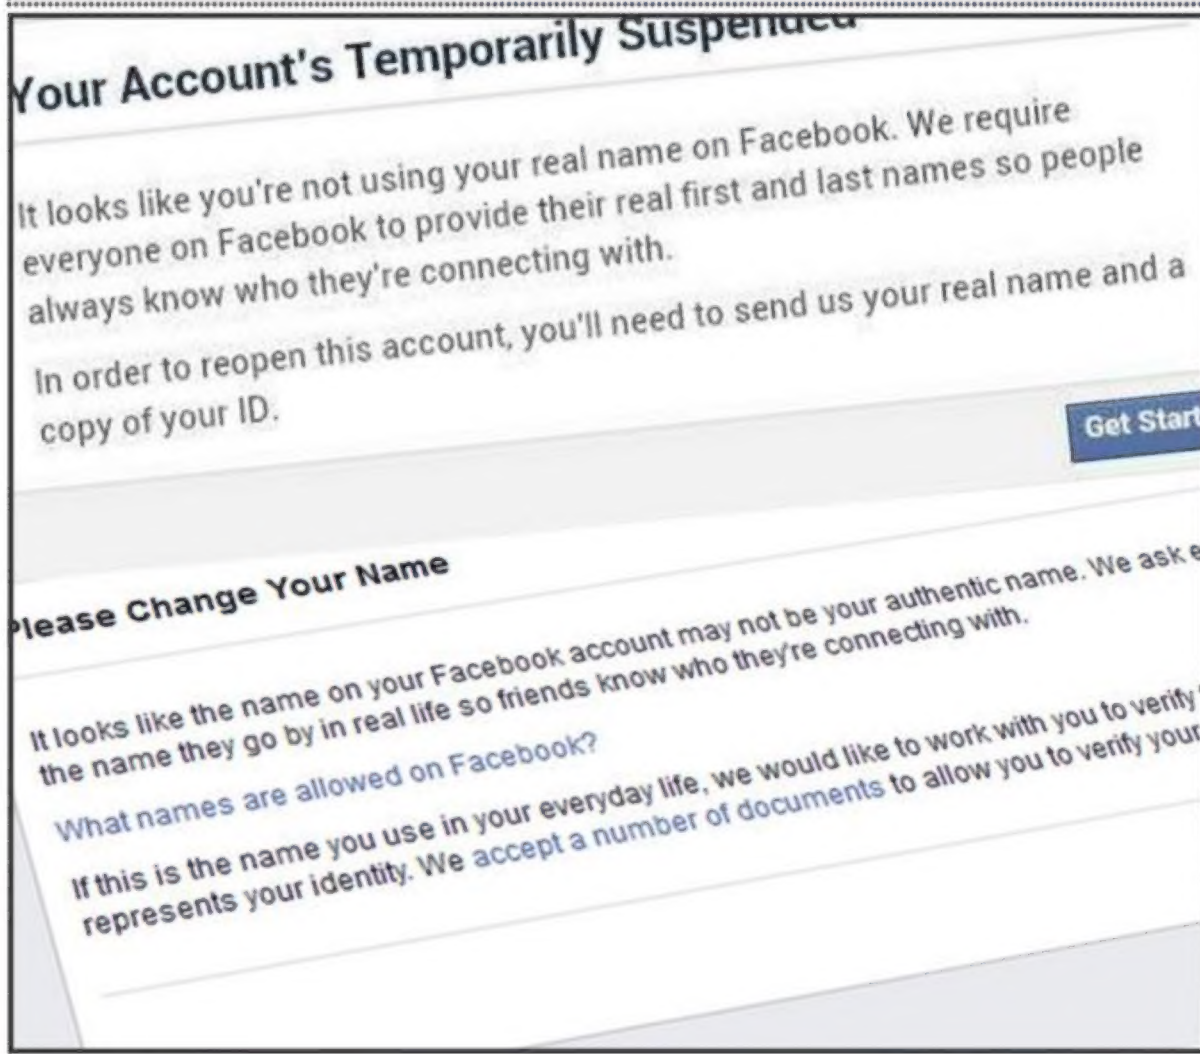 Your Account's Temporarily Suspended
It looks like you're not using your real name on Facebook. We require
everyone on Facebook to provide their real first and last names so people
always know who they're connecting with.
In order to reopen this account, you'll need to send us your real name and a
copy of your ID.
Get Start
Please Change Your Name
It looks like the name on your Facebook account may not be your authentic name. We ask e
the name they go by in real life so friends know who they're connecting with.
What names are allowed on Facebook?
If this is the name you use in your everyday life, we would like to work with you to verify
represents your identity. We accept a number of documents to allow you to verify your